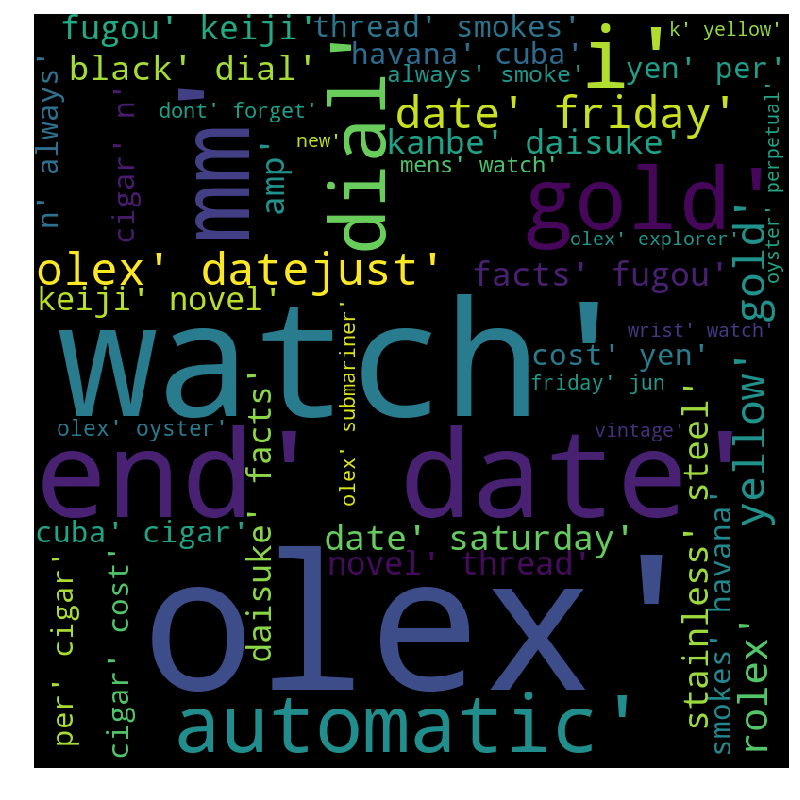 fugou' keiji'
thread' smokes'
i'
k' yellow'
black' dial'
havana' cuba'
always' smoke'
yen' per'
n' always'
cigar' n'
mm'
dont' forget'
amp'
new'
dial'
date' friday'
kanbe' daisuke'
mens' watch'
perpetual'
oyster'
gold'
gold'
olex' explorer'
olex' datejust'
facts' fugou'
keiji' novel'
watch'
olex' submariner'
wrist' watch'
cost' yen'
friday' jun
olex' oyster'
vintage'
yellow'
end' date'
stainless' steel'
daisuke' facts'
cuba' cigar'
date' saturday'
novel' thread'
olex'
per' cigar'
cigar' cost'
smokes' havana'
rolex'
automatic'